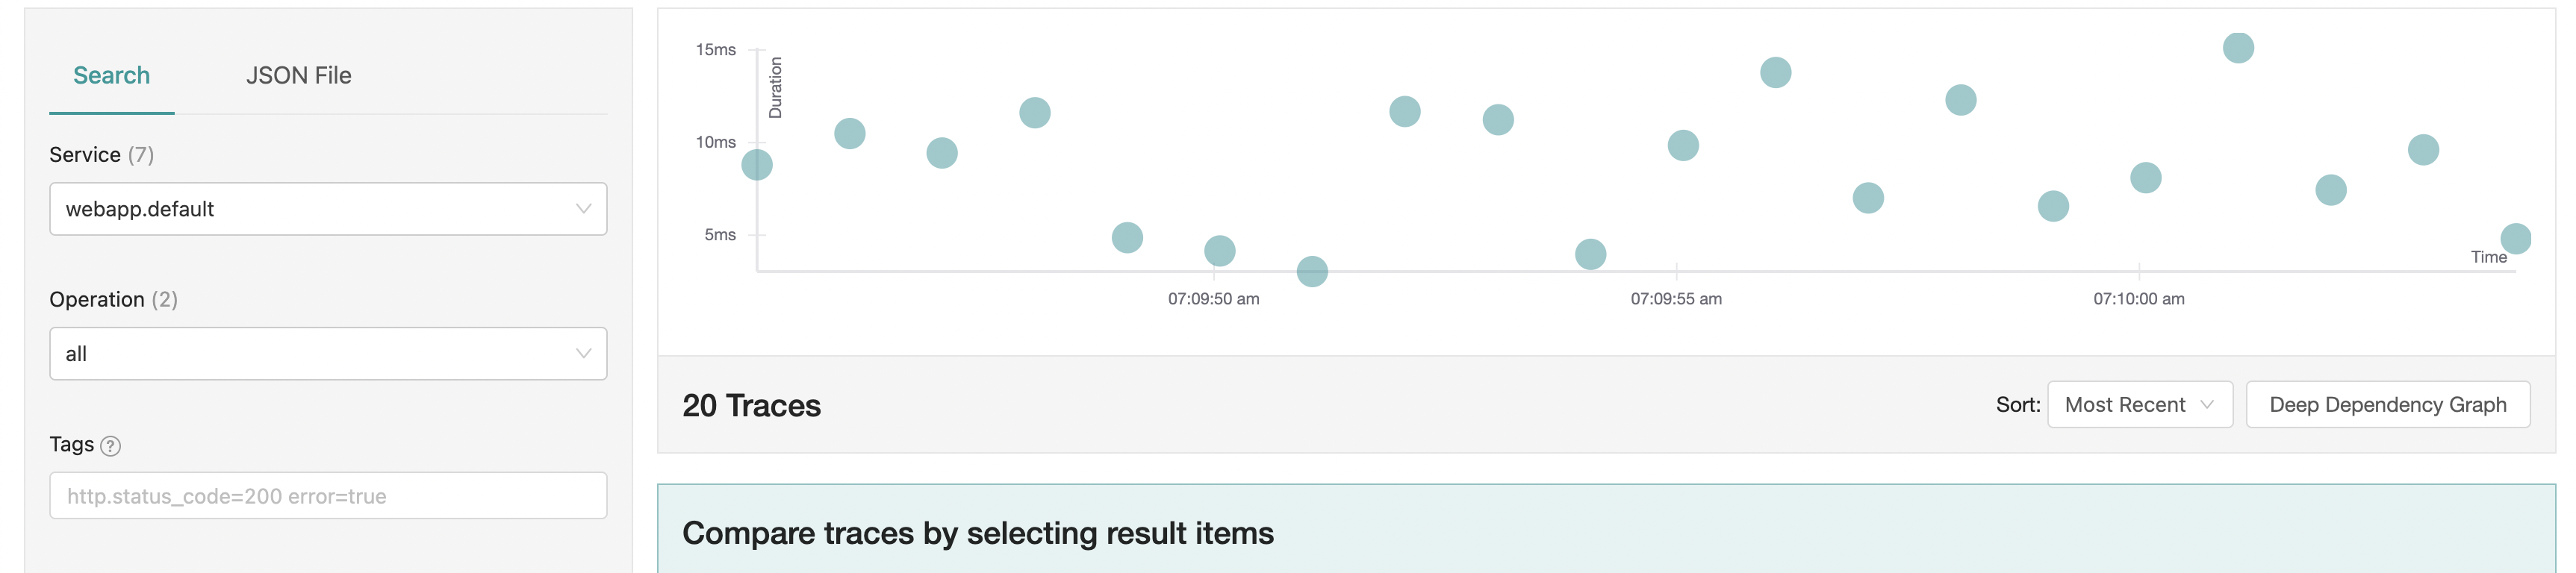 Search
JSON File
Service (7)
webapp.default
Operation (2)
all
Tags ?
http.status_code=200 error=true
15ms
10ms
5ms
Duration
Time
07:09:50 am
07:09:55 am
07:10:00 am
20 Traces
Sort: Most Recent
Deep Dependency Graph
Compare traces by selecting result items